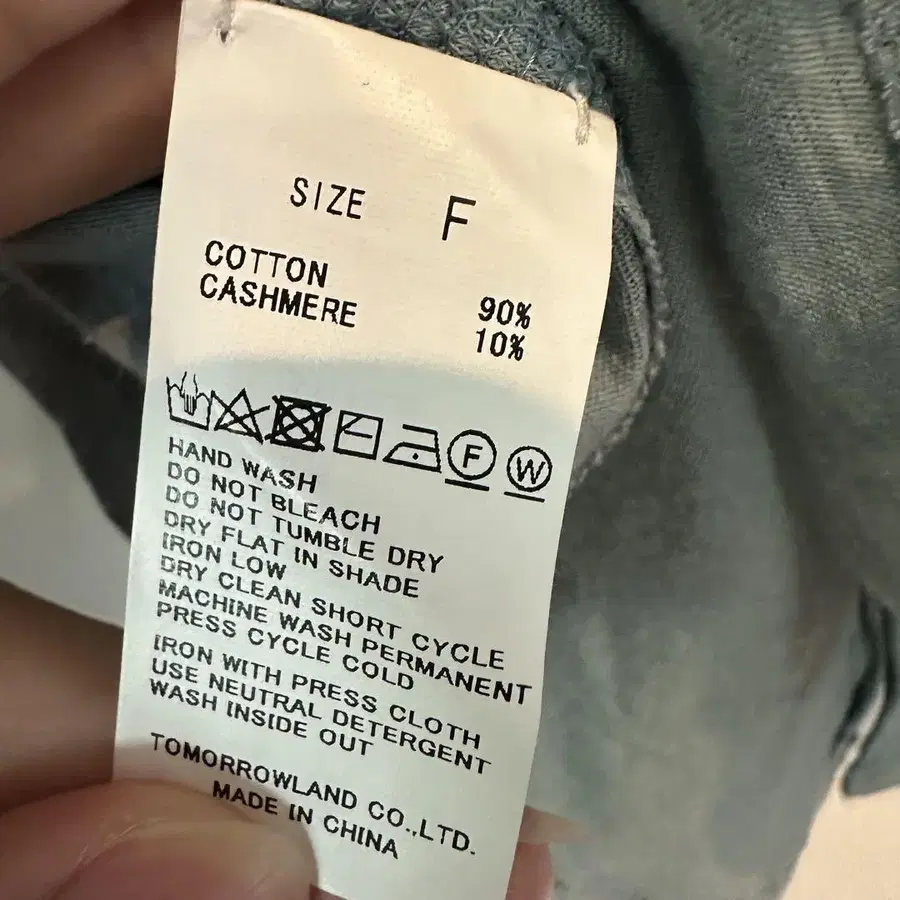 SIZE F
COTTON 90%
CASHMERE 10%
F W
HAND WASH
DO NOT BLEACH
DO NOT TUMBLE DRY
DRY FLAT IN SHADE
IRON LOW
DRY CLEAN SHORT CYCLE
MACHINE WASH PERMANENT
PRESS CYCLE COLD
IRON WITH PRESS CLOTH
USE NEUTRAL DETERGENT
WASH INSIDE OUT
TOMORROWLAND CO.,LTD.
MADE IN CHINA